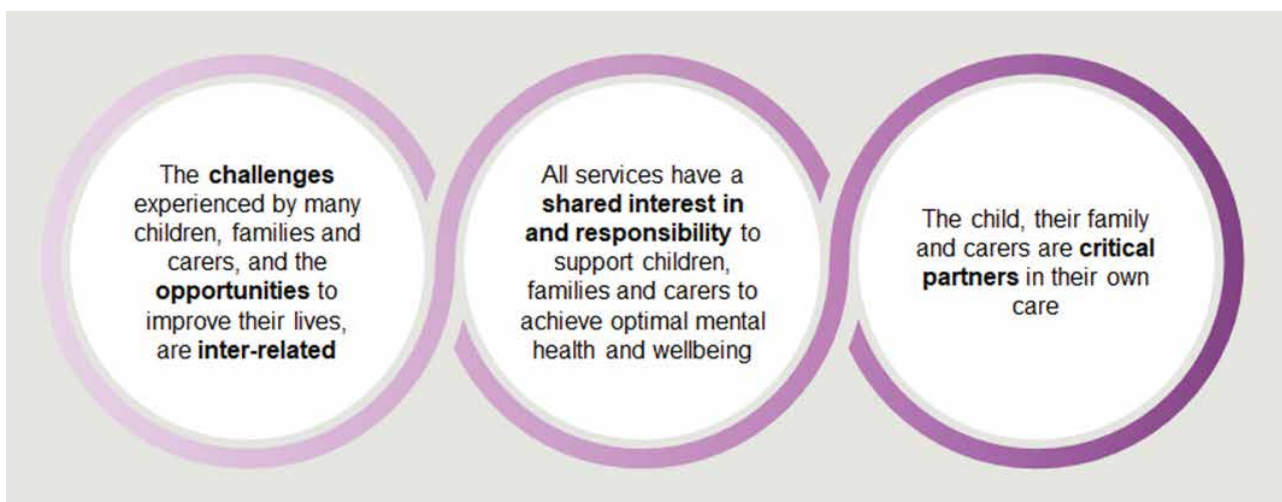 The challenges
experienced by many
children, families and
carers, and the
opportunities to
improve their lives,
are inter-related
All services have a
shared interest in
and responsibility to
support children,
families and carers to
achieve optimal mental
health and wellbeing
The child, their family
and carers are critical
partners in their own
care